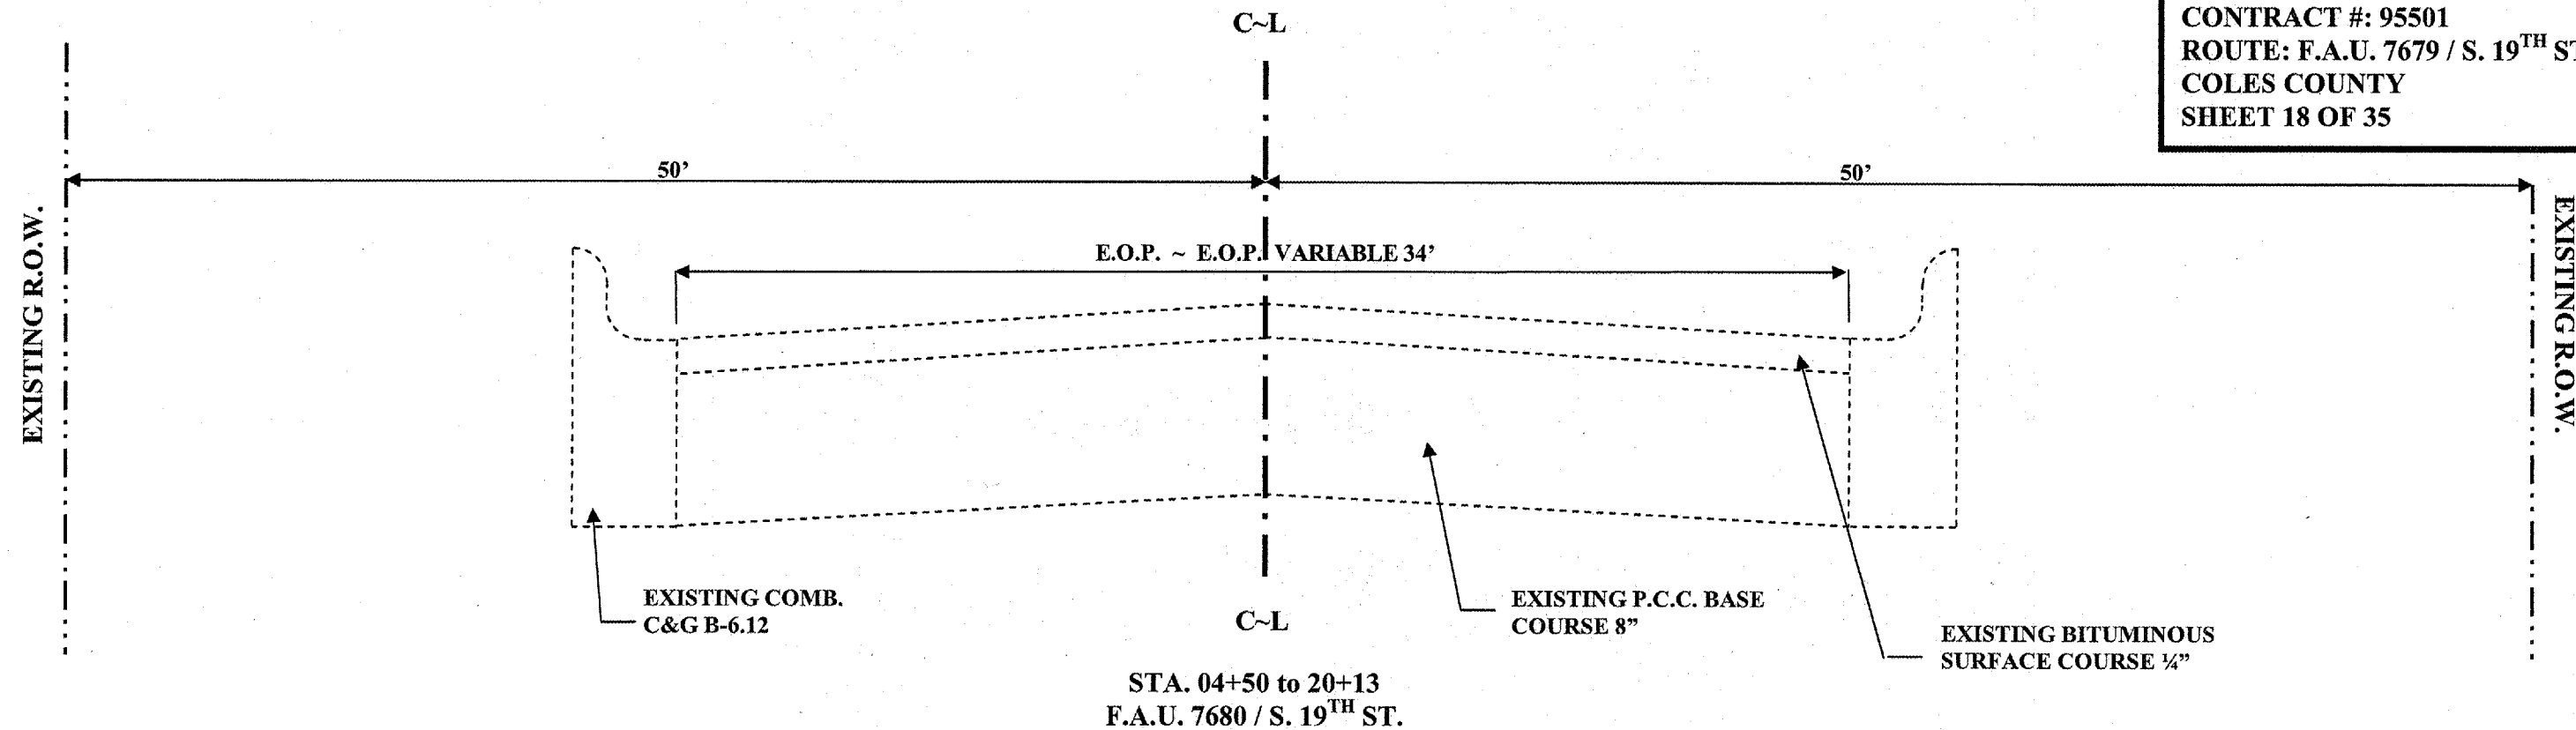 C~L
CONTRACT #: 95501
ROUTE: F.A.U. 7679 / S. 19TH ST
COLES COUNTY
SHEET 18 OF 35
50’
50’
EXISTING R.O.W.
EXISTING R.O.W.
E.O.P. ~ E.O.P. VARIABLE 34’
EXISTING COMB.
C&G B-6.12
C~L
EXISTING P.C.C. BASE
COURSE 8”
EXISTING BITUMINOUS
SURFACE COURSE ¼”
STA. 04+50 to 20+13
F.A.U. 7680 / S. 19TH ST.